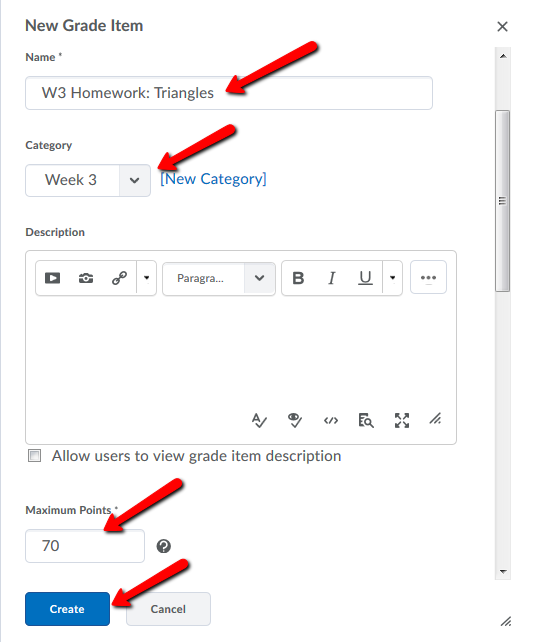 New Grade Item
Name *
W3 Homework: Triangles
Category
Week 3 [New Category]
Description
Paragra... B I U
Allow users to view grade item description
Maximum Points *
70
Create Cancel